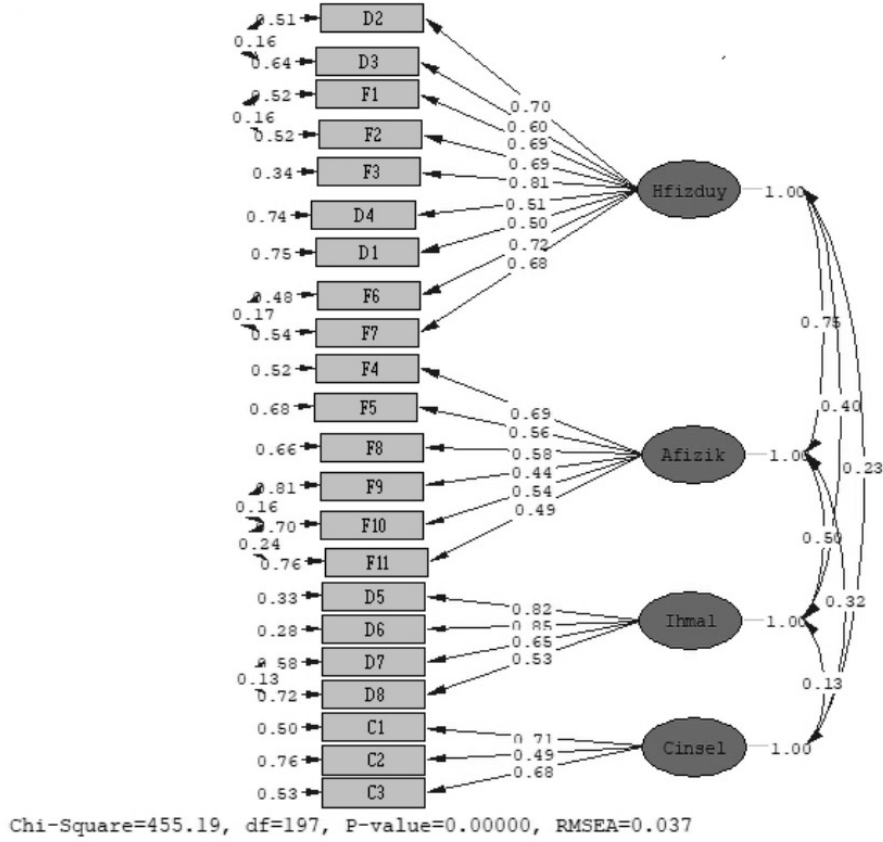 0.51 D2
0.16
0.64 D3
0.52 F1
0.16
0.52 F2
0.34 F3
0.74 D4
0.75 D1
0.48 F6
0.17
0.54 F7
0.52 F4
0.68 F5
0.66 F8
0.81 F9
0.16
0.70 F10
0.24
0.76 F11
0.33 D5
0.28 D6
0.58 D7
0.13
0.72 D8
0.50 C1
0.76 C2
0.53 C3
0.70
0.60
0.69
0.69
0.81
0.51
0.50
0.72
0.68
0.69
0.56
0.58
0.44
0.54
0.49
0.82
0.85
0.65
0.53
0.71
0.49
0.68
Hfizduy 1.00
Afizik 1.00
Ihmal 1.00
Cinsel 1.00
0.75
0.40
0.23
0.50
0.32
0.13
Chi-Square=455.19, df=197, P-value=0.00000, RMSEA=0.037